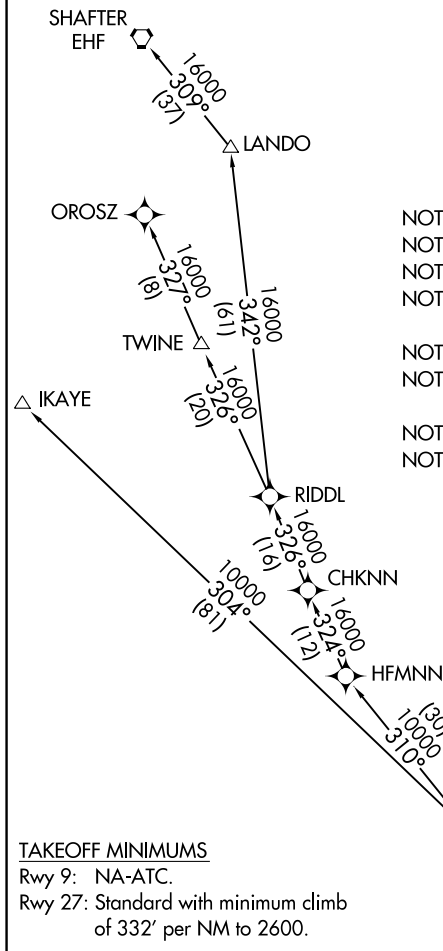 SHAFTER
EHF
16000
309°
(37)
LANDO
OROSZ
16000
327°
(8)
16000
342°
(61)
NOT
NOT
NOT
NOT
TWINE
NOT
NOT
16000
326°
(20)
IKAYE
NOT
NOT
RIDDL
16000
326°
(16)
CHKNN
10000
304°
(81)
16000
324°
(12)
HFMNN
(30)
10000
310°
TAKEOFF MINIMUMS
Rwy 9: NA-ATC.
Rwy 27: Standard with minimum climb
of 332' per NM to 2600.